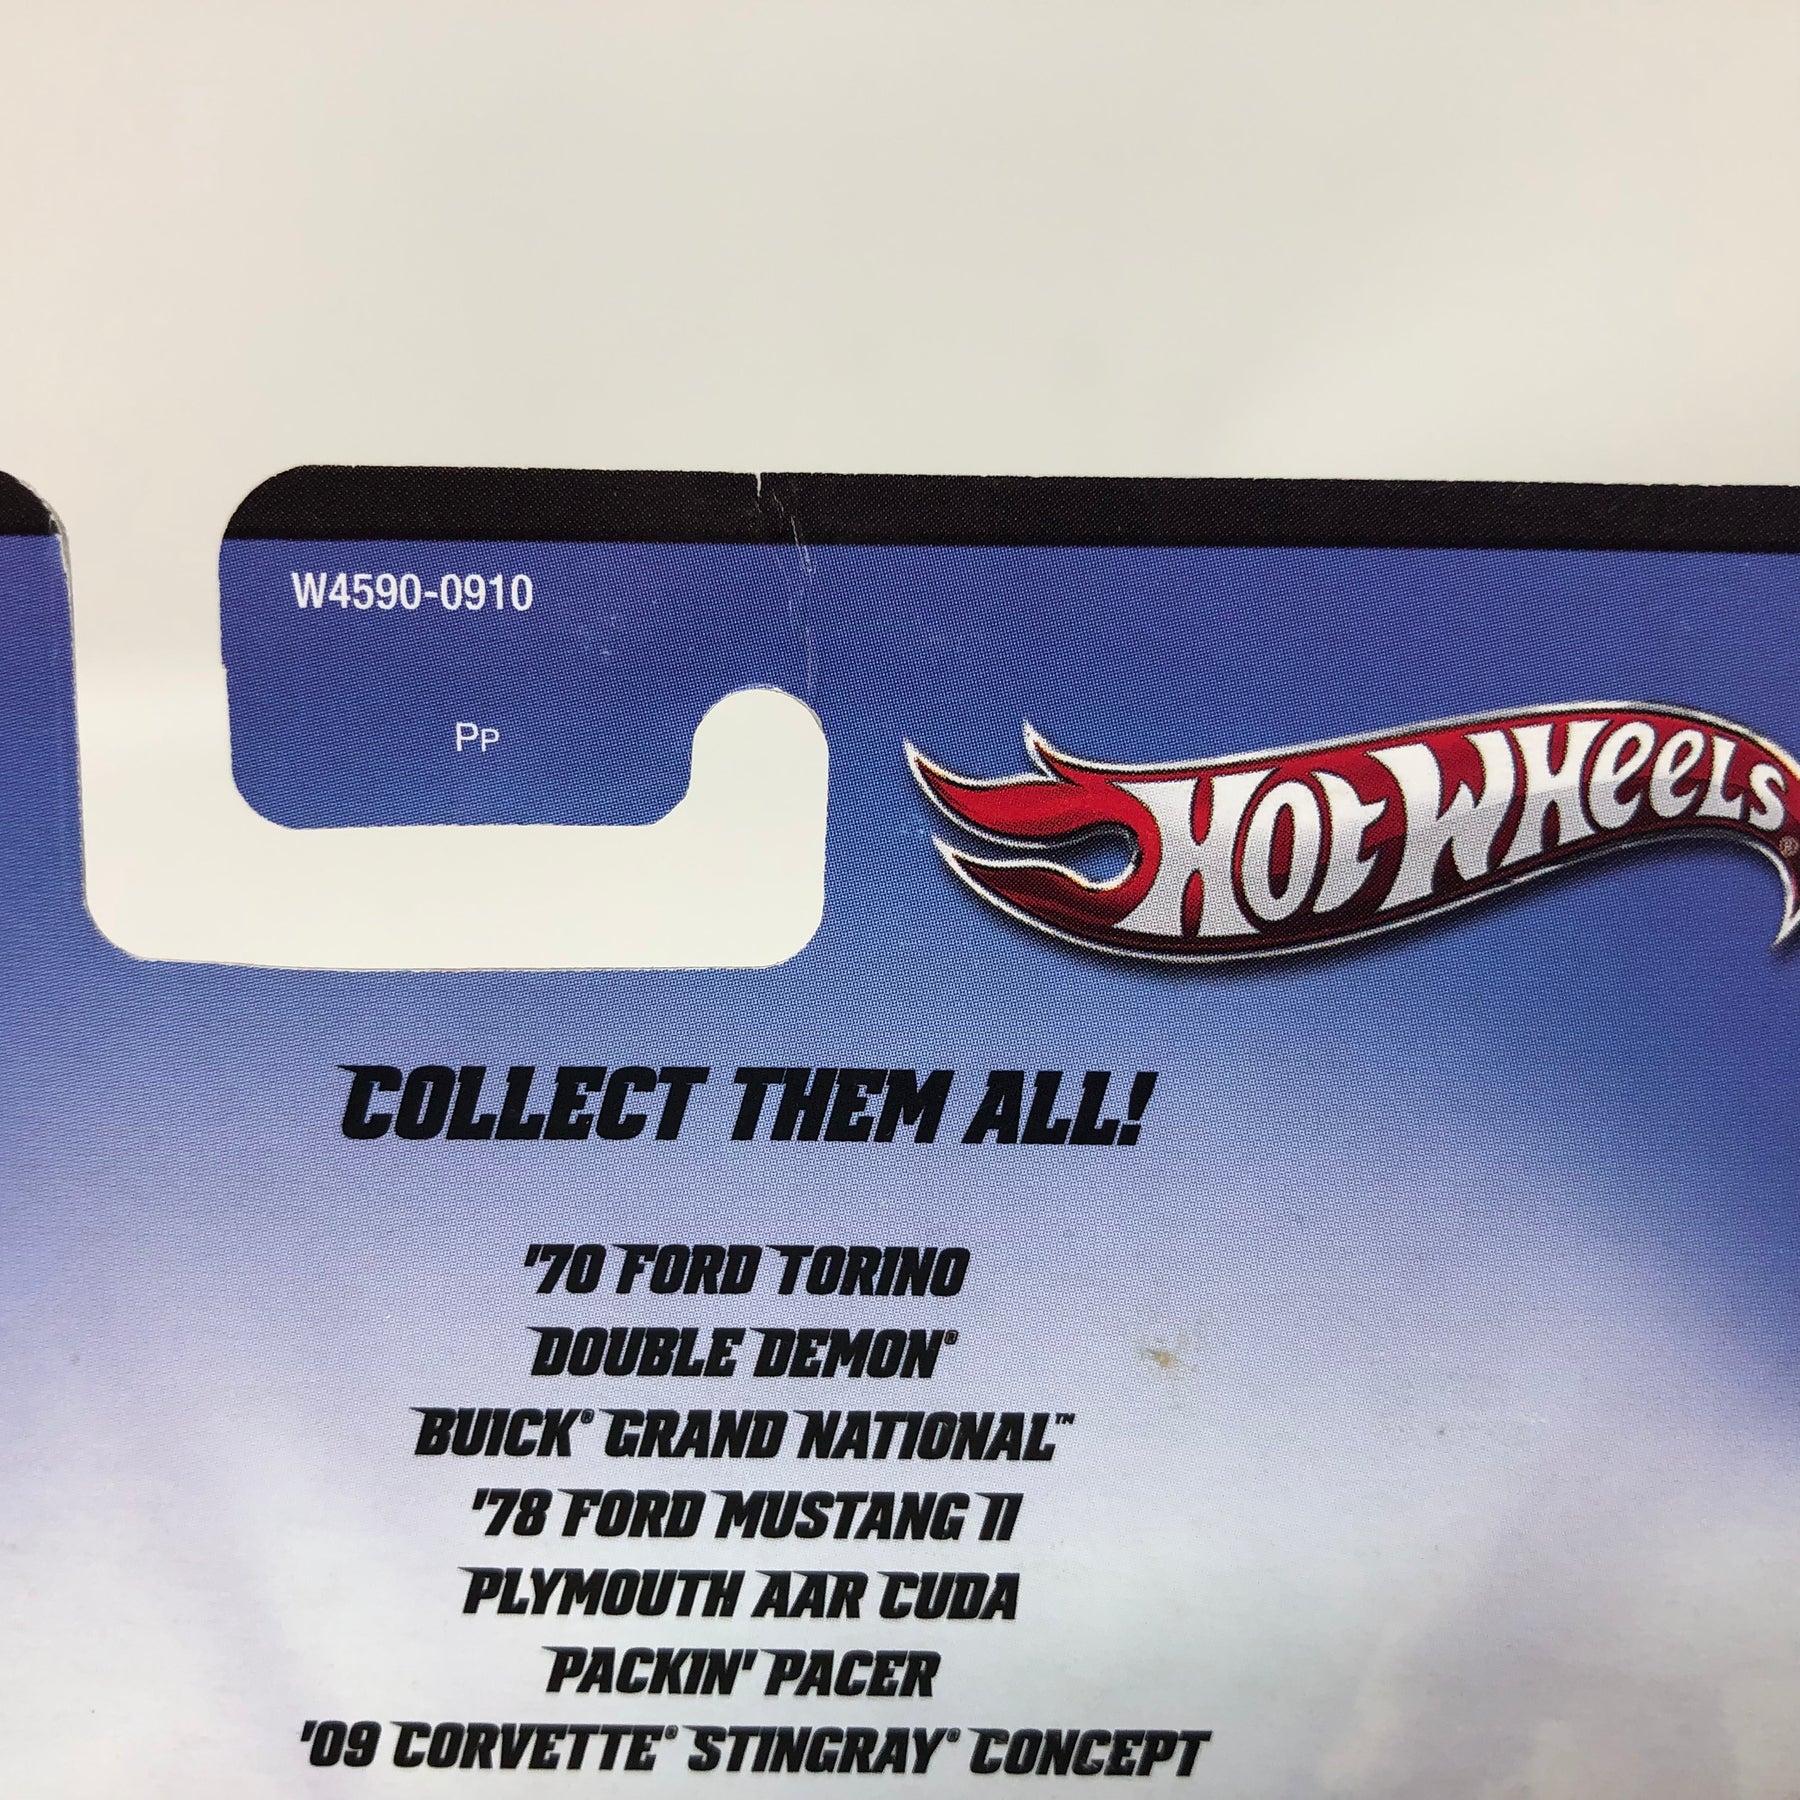 W4590-0910
PP
HOT WHEELS®
COLLECT THEM ALL!
'70 FORD TORINO
DOUBLE DEMON®
BUICK® GRAND NATIONAL™
'78 FORD MUSTANG II
PLYMOUTH AAR CUDA
PACKIN' PACER
'09 CORVETTE® STINGRAY® CONCEPT